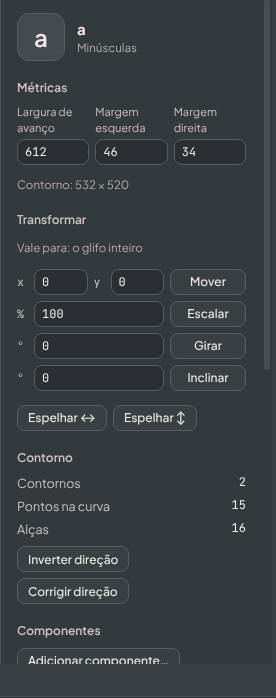 a
a
Minúsculas
Métricas
Largura de avanço
Margem esquerda
Margem direita
612
46
34
Contorno: 532 × 520
Transformar
Vale para: o glifo inteiro
x 0 y 0 Mover
% 100 Escalar
° 0 Girar
° 0 Inclinar
Espelhar ↔ Espelhar ↕
Contorno
Contornos 2
Pontos na curva 15
Alças 16
Inverter direção
Corrigir direção
Componentes
Adicionar componente…